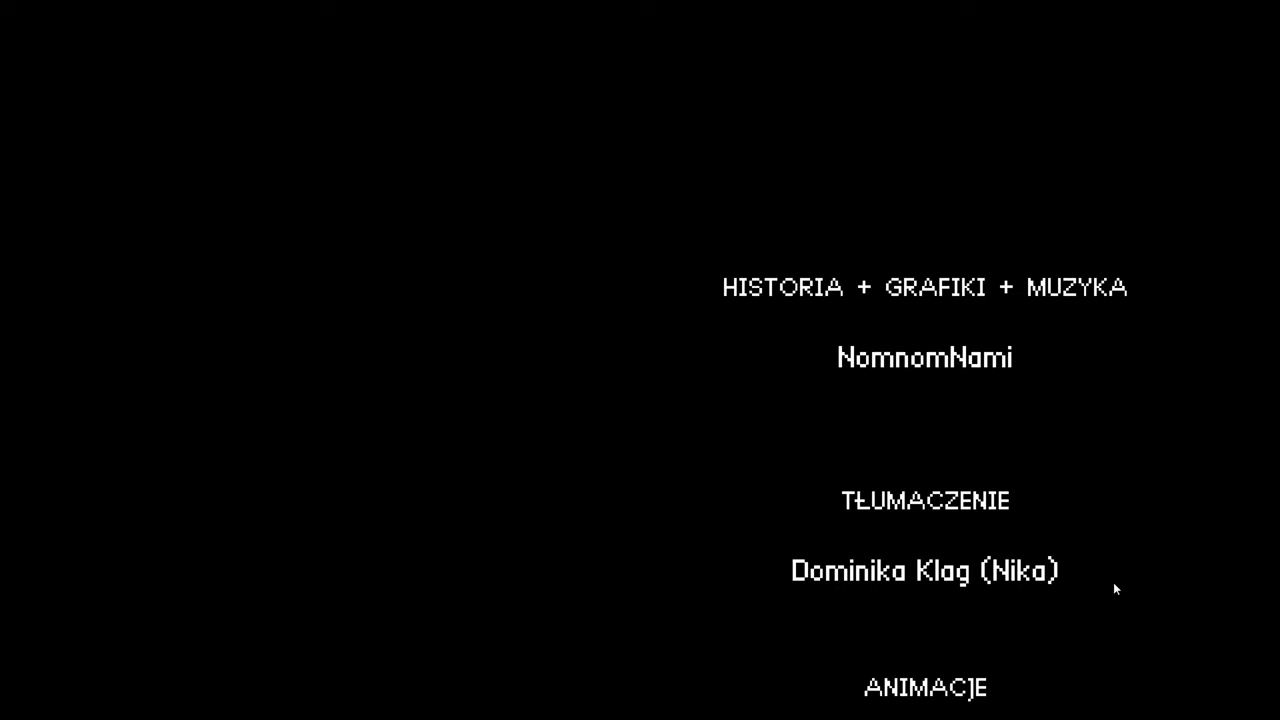 HISTORIA + GRAFIKI + MUZYKA
NomnomNami
TŁUMACZENIE
Dominika Klag (Nika)
ANIMACJE